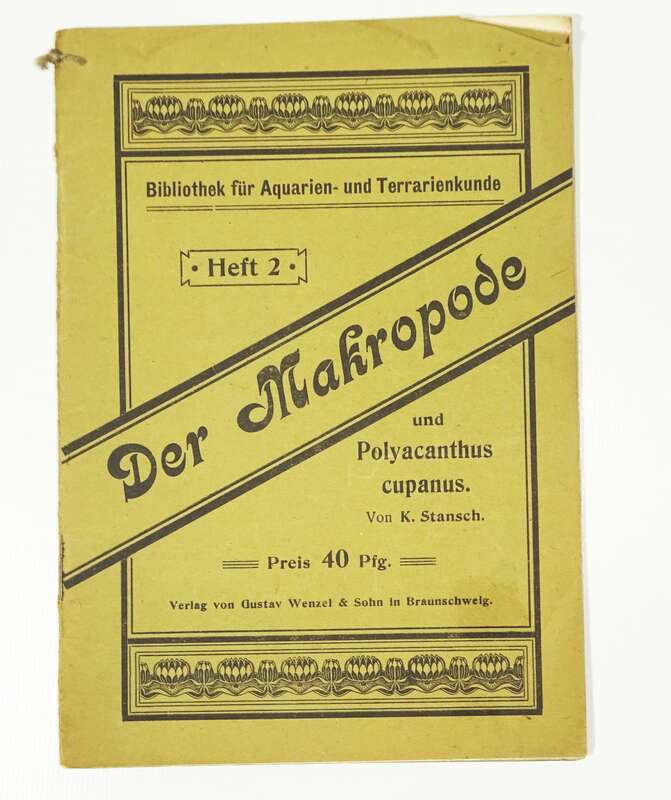 Bibliothek für Aquarien- und Terrarienkunde
· Heft 2 ·
Der Makropode
und
Polyacanthus
cupanus.
Von K. Stansch.
Preis 40 Pfg.
Verlag von Gustav Wenzel & Sohn in Braunschweig.